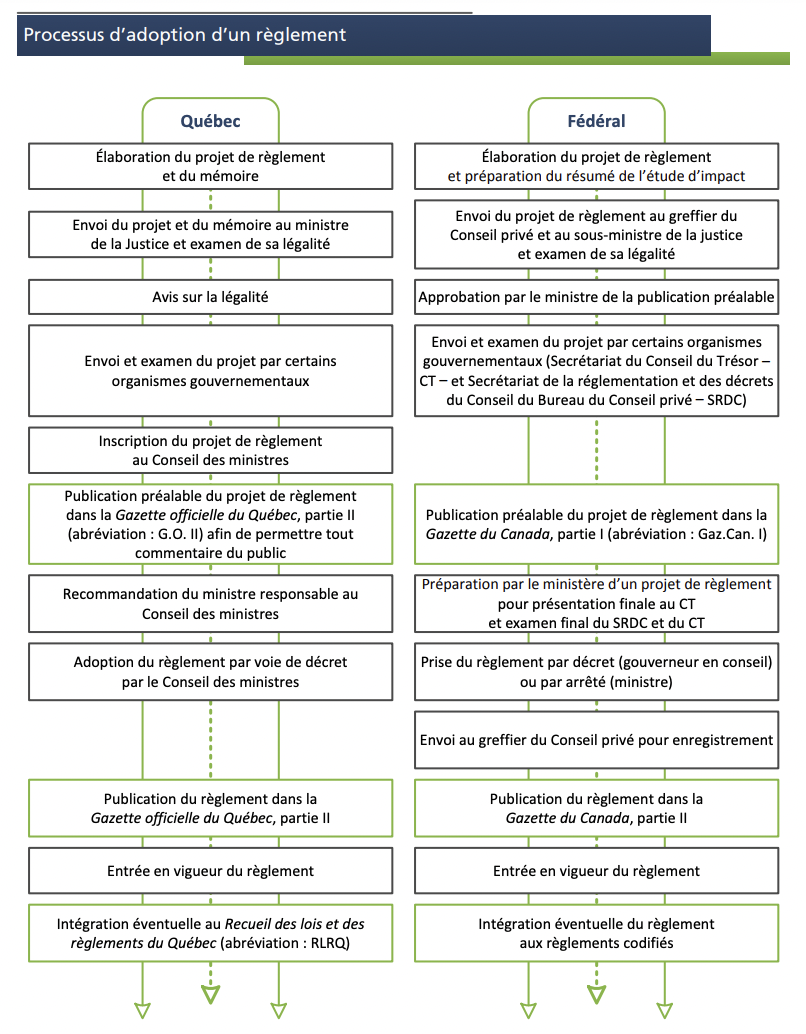 Processus d’adoption d’un règlement
Québec
Élaboration du projet de règlement
et du mémoire
Envoi du projet et du mémoire au ministre
de la Justice et examen de sa légalité
Avis sur la légalité
Envoi et examen du projet par certains
organismes gouvernementaux
Inscription du projet de règlement
au Conseil des ministres
Publication préalable du projet de règlement
dans la Gazette officielle du Québec, partie II
(abréviation : G.O. II) afin de permettre tout
commentaire du public
Recommandation du ministre responsable au
Conseil des ministres
Adoption du règlement par voie de décret
par le Conseil des ministres
Publication du règlement dans la
Gazette officielle du Québec, partie II
Entrée en vigueur du règlement
Intégration éventuelle au Recueil des lois et des
règlements du Québec (abréviation : RLRQ)
Fédéral
Élaboration du projet de règlement
et préparation du résumé de l’étude d’impact
Envoi du projet de règlement au greffier du
Conseil privé et au sous-ministre de la justice
et examen de sa légalité
Approbation par le ministre de la publication préalable
Envoi et examen du projet par certains organismes
gouvernementaux (Secrétariat du Conseil du Trésor –
CT – et Secrétariat de la réglementation et des décrets
du Conseil du Bureau du Conseil privé – SRDC)
Publication préalable du projet de règlement dans la
Gazette du Canada, partie I (abréviation : Gaz.Can. I)
Préparation par le ministère d’un projet de règlement
pour présentation finale au CT
et examen final du SRDC et du CT
Prise du règlement par décret (gouverneur en conseil)
ou par arrêté (ministre)
Envoi au greffier du Conseil privé pour enregistrement
Publication du règlement dans la
Gazette du Canada, partie II
Entrée en vigueur du règlement
Intégration éventuelle du règlement
aux règlements codifiés